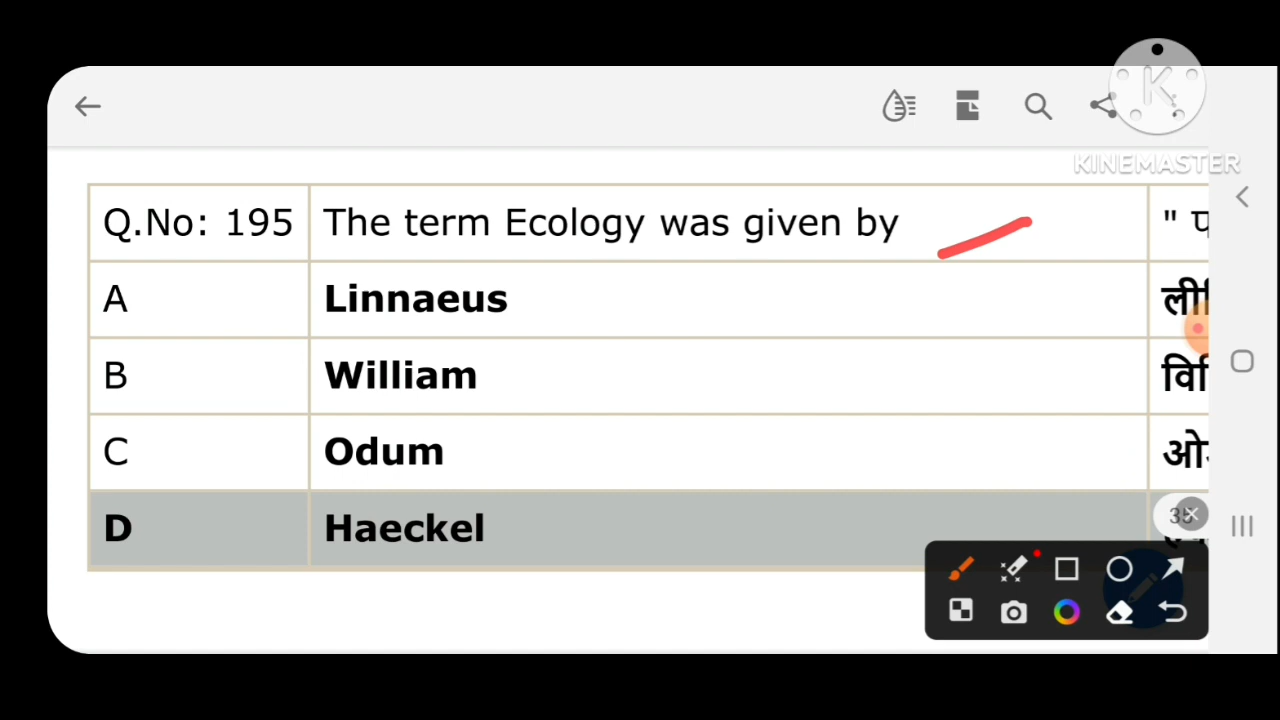 KINEMASTER
Q.No: 195 The term Ecology was given by "
A Linnaeus
B William
C Odum
D Haeckel